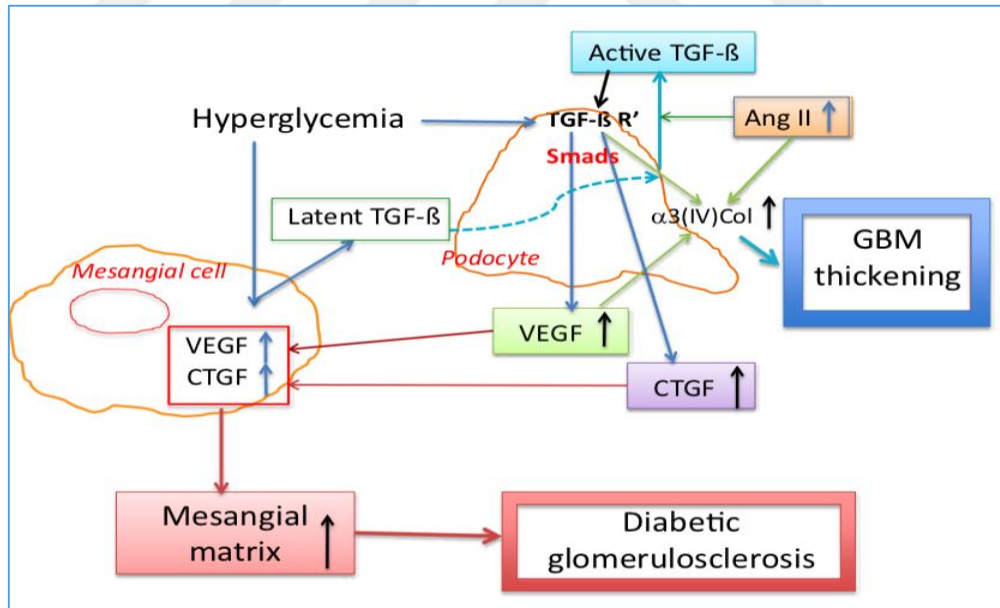 Active TGF-ß
Hyperglycemia
TGF-ß R’
Ang II
Smads
Latent TGF-ß
α3(IV)Col
Podocyte
GBM
thickening
Mesangial cell
VEGF
CTGF
VEGF
CTGF
Mesangial
matrix
Diabetic
glomerulosclerosis